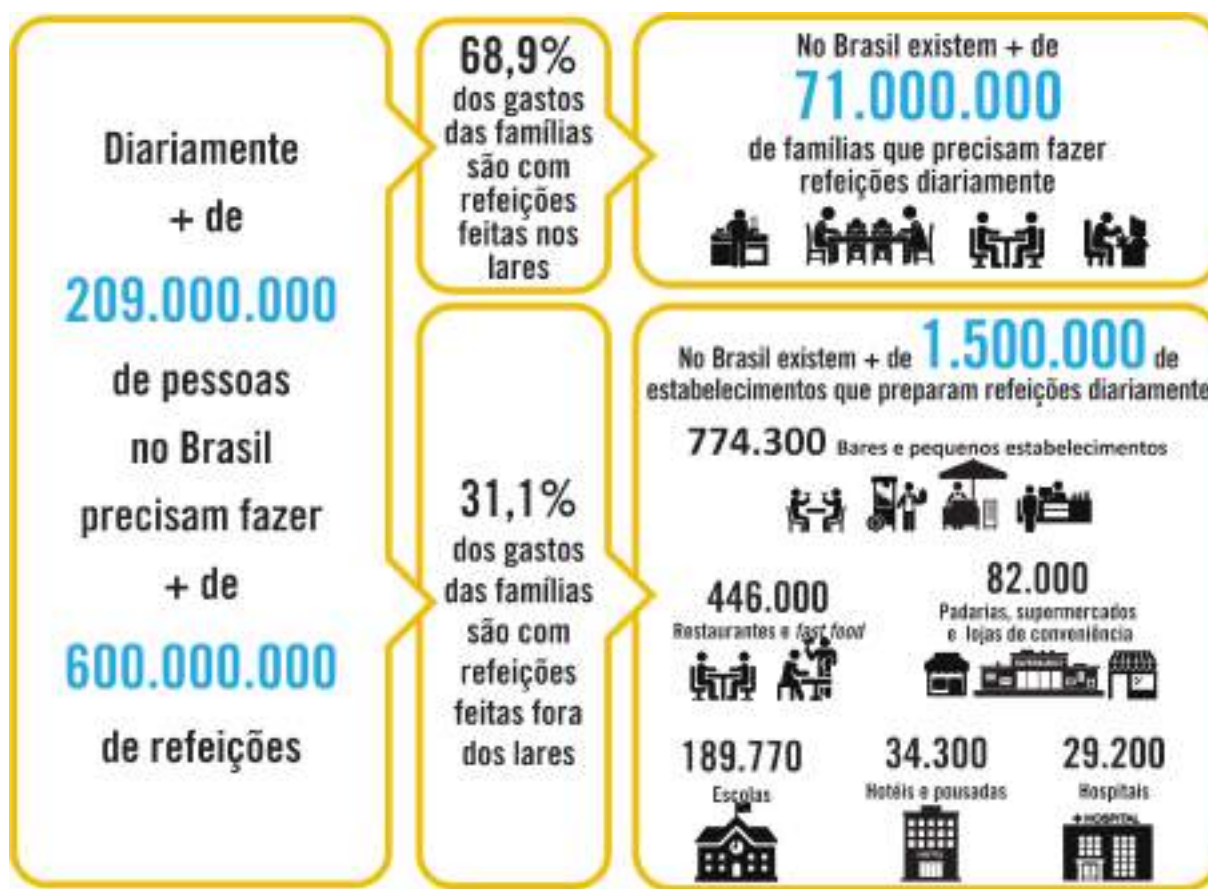 Diariamente
+ de
209.000.000
de pessoas
no Brasil
precisam fazer
+ de
600.000.000
de refeições
68,9%
dos gastos
das famílias
são com
refeições
feitas nos
lares
No Brasil existem + de
71.000.000
de famílias que precisam fazer
refeições diariamente
31,1%
dos gastos
das famílias
são com
refeições
feitas fora
dos lares
No Brasil existem + de 1.500.000 de
estabelecimentos que preparam refeições diariamente
774.300 Bares e pequenos estabelecimentos
446.000
Restaurantes e fast food
82.000
Padarias, supermercados
e lojas de conveniência
189.770
Escolas
34.300
Hotéis e pousadas
29.200
Hospitais
+HOSPITAL